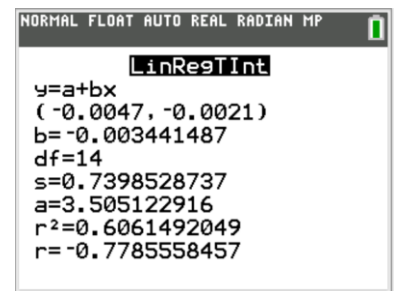 NORMAL FLOAT AUTO REAL RADIAN MP
LinRegTInt
y=a+bx
(-0.0047,-0.0021)
b=-0.003441487
df=14
s=0.7398528737
a=3.505122916
r²=0.6061492049
r=-0.7785558457